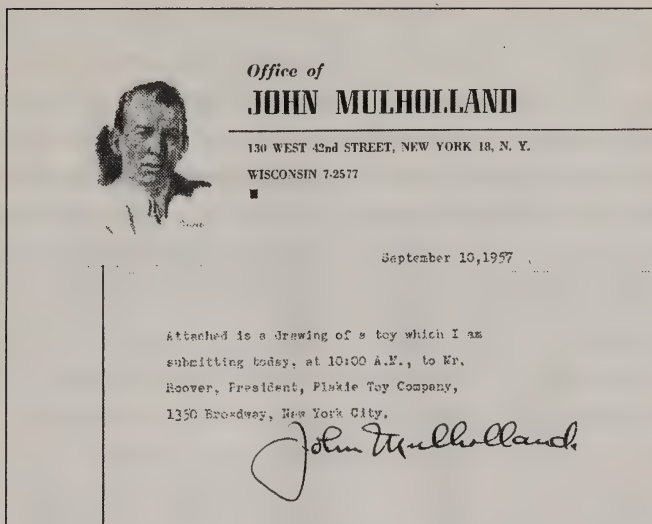 Office of
JOHN MULHOLLAND
130 WEST 42nd STREET, NEW YORK 18, N. Y.
WISCONSIN 7-2577
September 10,1957
Attached is a drawing of a toy which I am
submitting today, at 10:00 A.M., to Mr.
Hoover, President, Plakie Toy Company,
1350 Broadway, New York City.
John Mulholland.